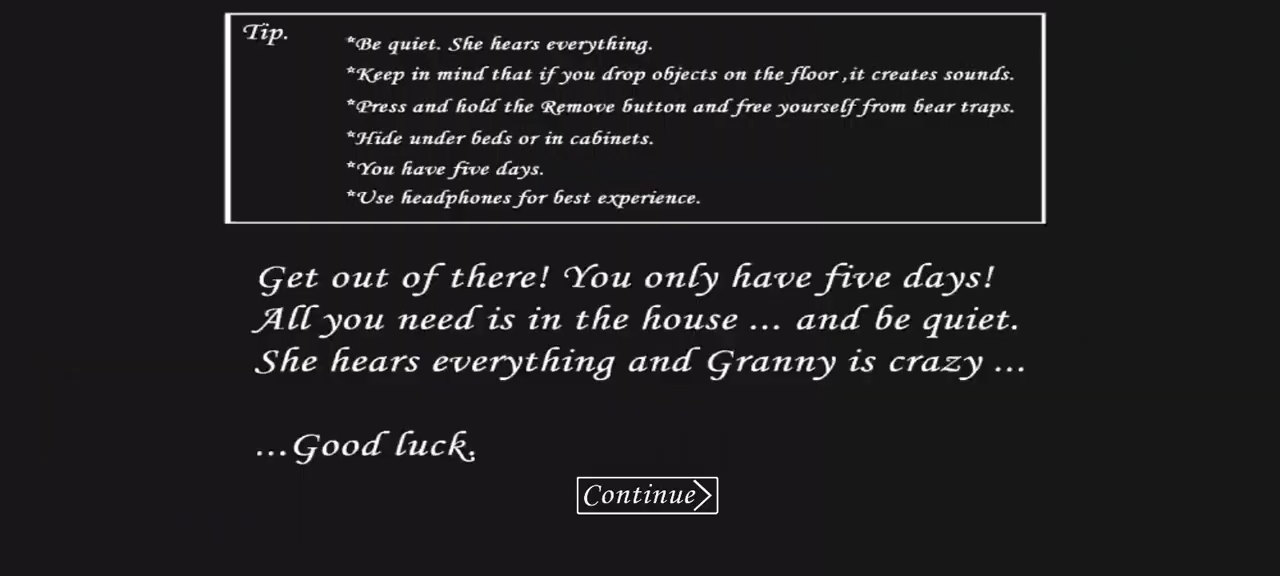 Tip.
*Be quiet. She hears everything.
*Keep in mind that if you drop objects on the floor ,it creates sounds.
*Press and hold the Remove button and free yourself from bear traps.
*Hide under beds or in cabinets.
*You have five days.
*Use headphones for best experience.
Get out of there! You only have five days!
All you need is in the house ... and be quiet.
She hears everything and Granny is crazy ...
...Good luck.
Continue>